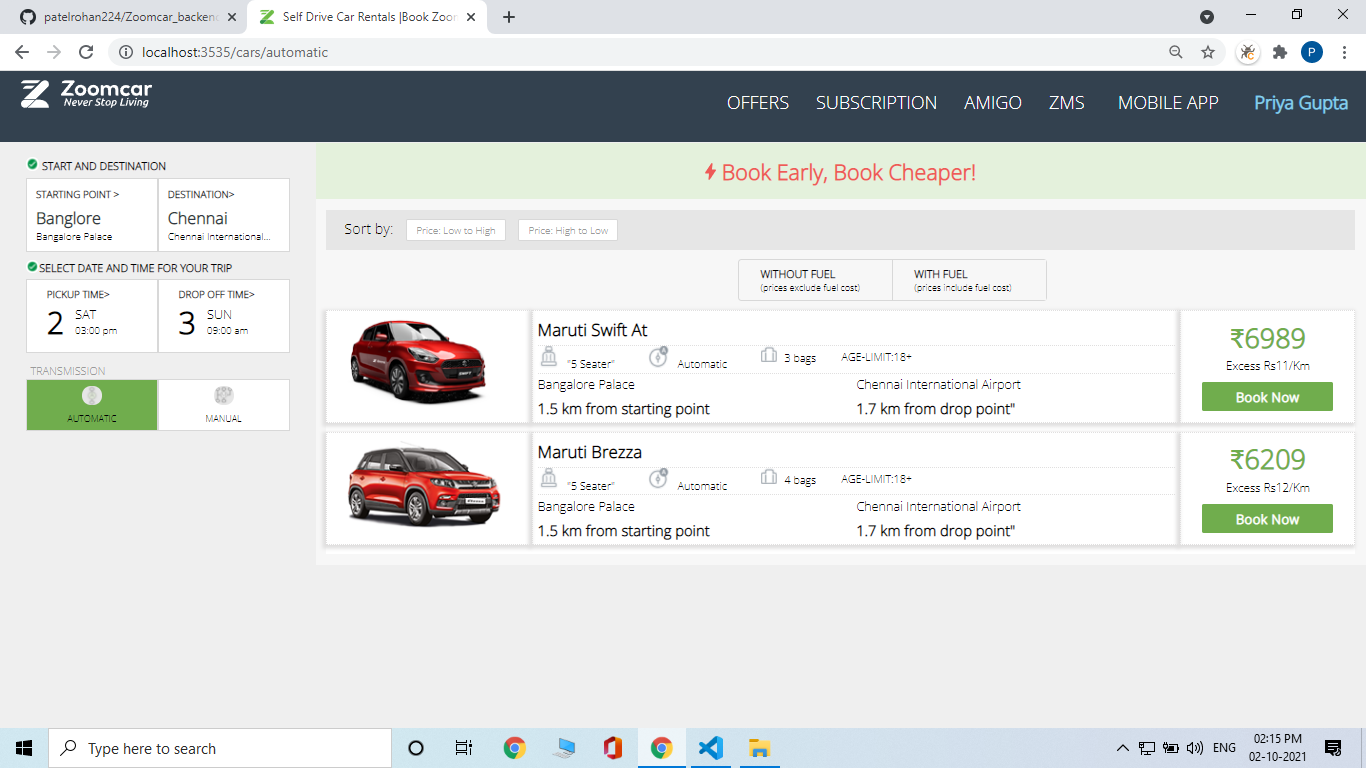 patelrohan224/Zoomcar_backend
Self Drive Car Rentals |Book Zoom
localhost:3535/cars/automatic
P
Zoomcar
Never Stop Living
OFFERS SUBSCRIPTION AMIGO ZMS MOBILE APP Priya Gupta
START AND DESTINATION
STARTING POINT > DESTINATION>
Banglore Chennai
Bangalore Palace Chennai International...
SELECT DATE AND TIME FOR YOUR TRIP
PICKUP TIME> DROP OFF TIME>
2 SAT 03:00 pm 3 SUN 09:00 am
TRANSMISSION
AUTOMATIC MANUAL
Book Early, Book Cheaper!
Sort by: Price: Low to High Price: High to Low
WITHOUT FUEL WITH FUEL
(prices exclude fuel cost) (prices include fuel cost)
Maruti Swift At
"5 Seater" A Automatic 3 bags AGE-LIMIT:18+
Bangalore Palace Chennai International Airport
1.5 km from starting point 1.7 km from drop point"
₹6989
Excess Rs11/Km
Book Now
Maruti Brezza
"5 Seater" A Automatic 4 bags AGE-LIMIT:18+
Bangalore Palace Chennai International Airport
1.5 km from starting point 1.7 km from drop point"
₹6209
Excess Rs12/Km
Book Now
Type here to search
ENG
02:15 PM
02-10-2021